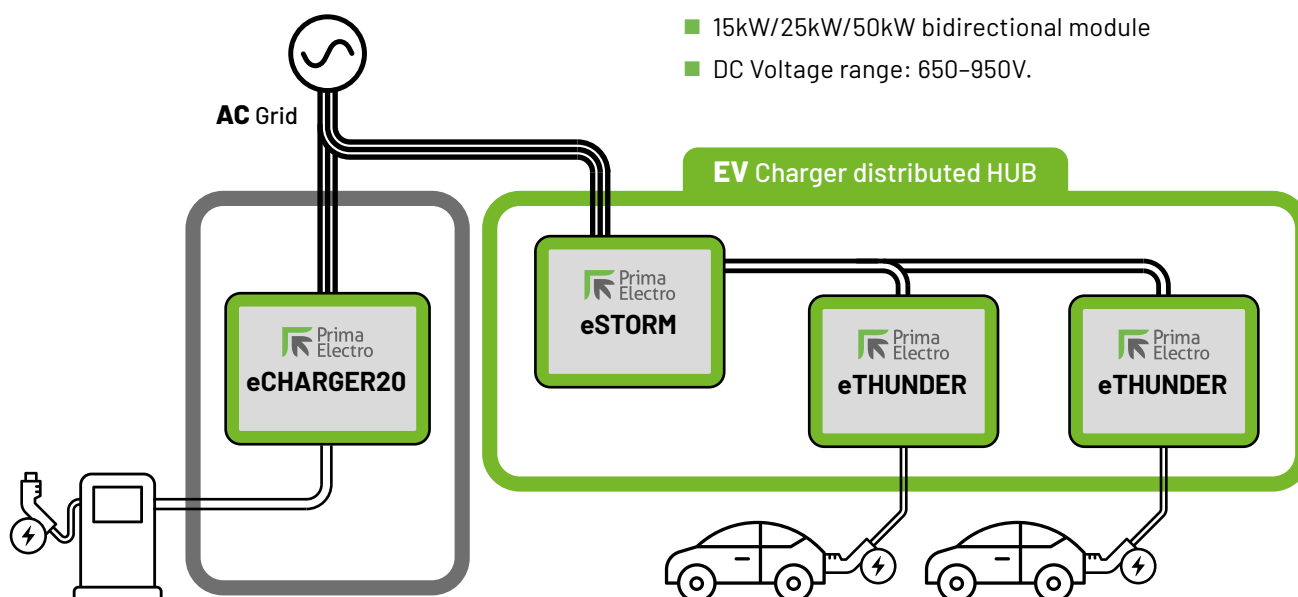 15kW/25kW/50kW bidirectional module
DC Voltage range: 650–950V.
AC Grid
EV Charger distributed HUB
Prima
Electro
eSTORM
Prima
Electro
eCHARGER20
Prima
Electro
eTHUNDER
Prima
Electro
eTHUNDER